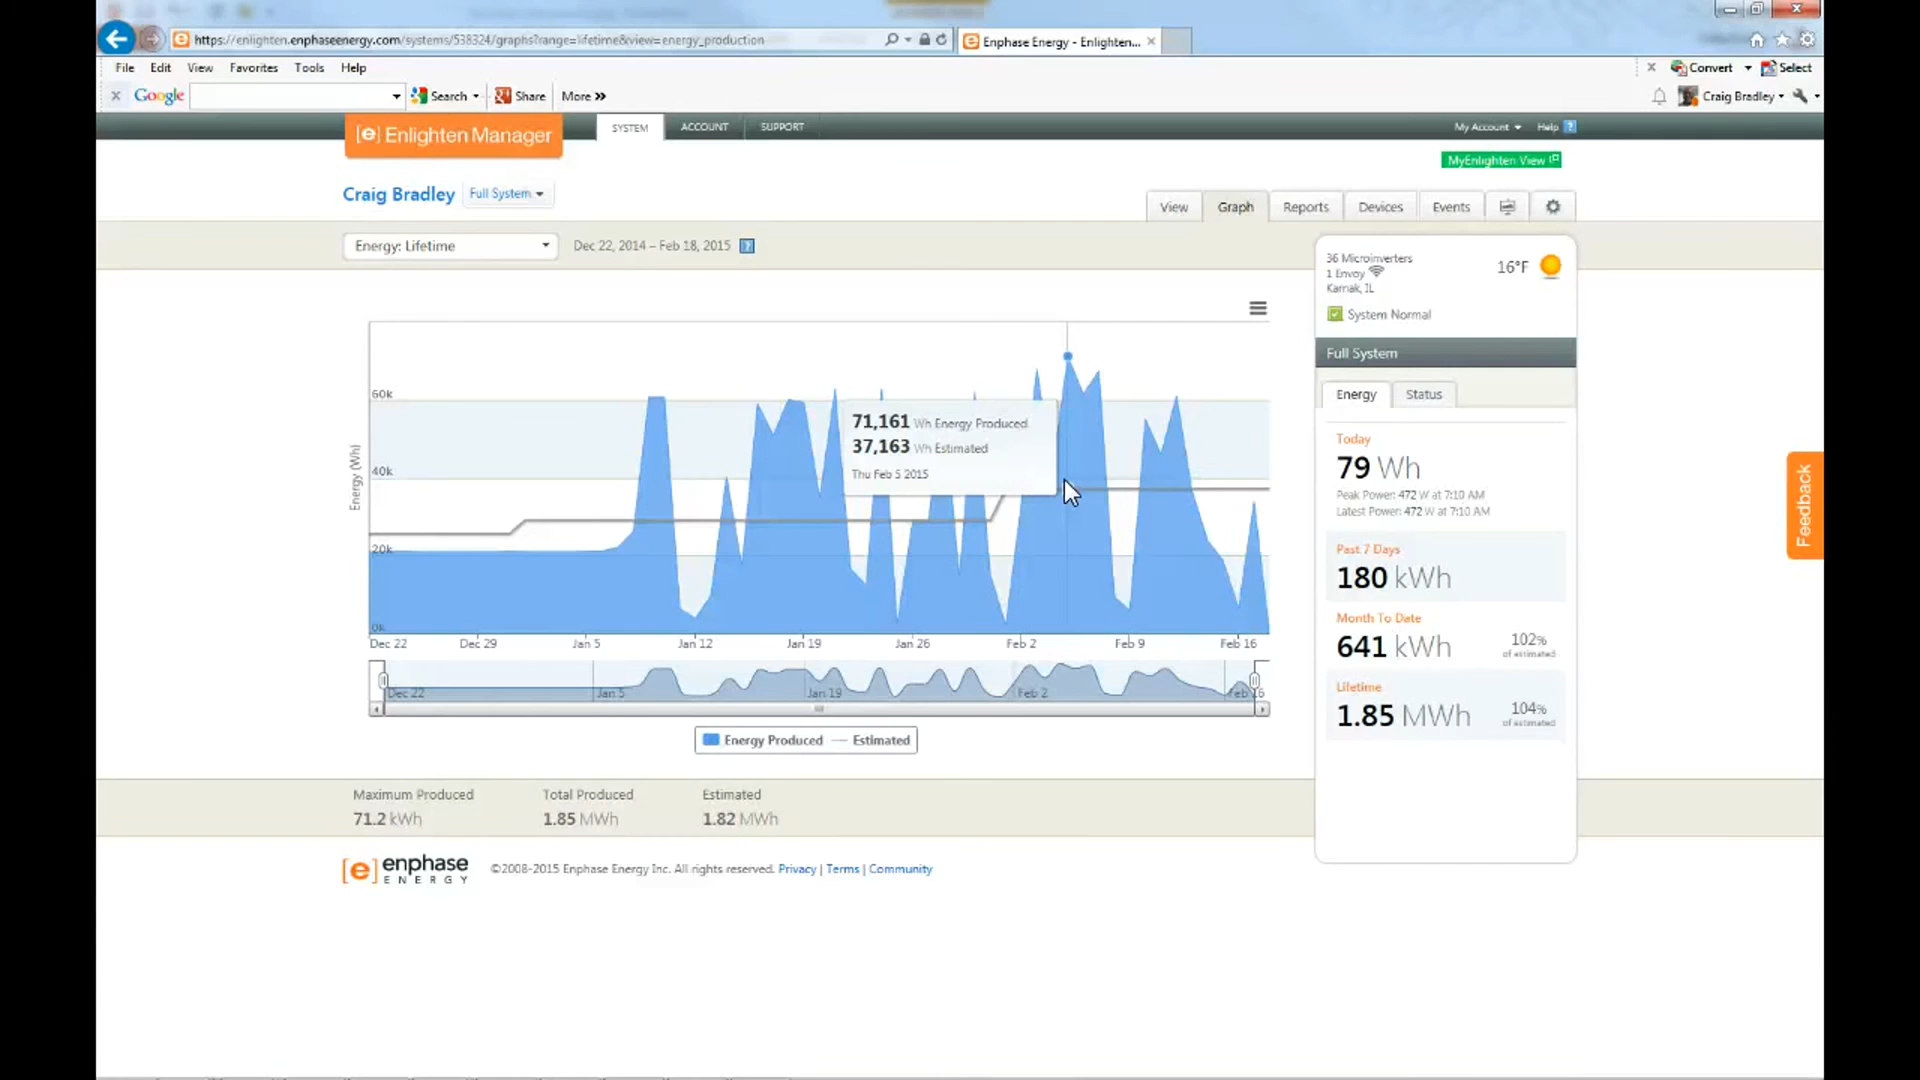 https://enlighten.enphaseenergy.com/systems/538324/graphs?range=lifetime&view=energy_production
Enphase Energy - Enlighten...
File Edit View Favorites Tools Help
Convert Select
Google Search Share More »
Craig Bradley
[e] Enlighten Manager
SYSTEM ACCOUNT SUPPORT
My Account Help ?
MyEnlighten View
Craig Bradley Full System
View Graph Reports Devices Events
Energy: Lifetime Dec 22, 2014 – Feb 18, 2015 ?
36 Microinverters
1 Envoy
Karnak, IL
16°F
System Normal
Full System
Energy Status
Today
79 Wh
Peak Power: 472 W at 7:10 AM
Latest Power: 472 W at 7:10 AM
Past 7 Days
180 kWh
Month To Date
641 kWh 102% of estimated
Lifetime
1.85 MWh 104% of estimated
Energy (Wh)
60k
40k
20k
0k
71,161 Wh Energy Produced
37,163 Wh Estimated
Thu Feb 5 2015
Dec 22 Dec 29 Jan 5 Jan 12 Jan 19 Jan 26 Feb 2 Feb 9 Feb 16
Dec 22 Jan 5 Jan 19 Feb 2 Feb 16
Energy Produced Estimated
Maximum Produced Total Produced Estimated
71.2 kWh 1.85 MWh 1.82 MWh
[e] enphase
ENERGY
©2008-2015 Enphase Energy Inc. All rights reserved. Privacy | Terms | Community
Feedback